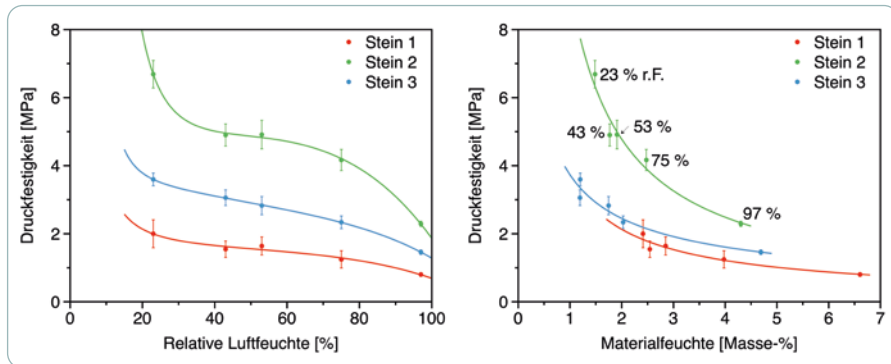 8
6
4
2
0
Druckfestigkeit [MPa]
Stein 1
Stein 2
Stein 3
0 20 40 60 80 100
Relative Luftfeuchte [%]
8
6
4
2
0
Druckfestigkeit [MPa]
Stein 1
Stein 2
Stein 3
23 % r.F.
43 %
53 %
75 %
97 %
0 1 2 3 4 5 6 7
Materialfeuchte [Masse-%]